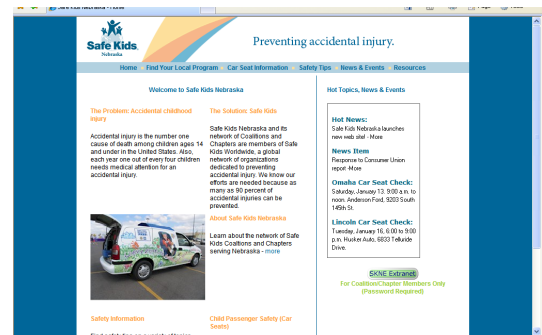 Safe Kids Nebraska - Home
Page
Safe Kids
Nebraska
Preventing accidental injury.
Home Find Your Local Program Car Seat Information Safety Tips News & Events Resources
Welcome to Safe Kids Nebraska
The Problem: Accidental childhood
injury
Accidental injury is the number one
cause of death among children ages 14
and under in the United States. Also,
each year one out of every four children
needs medical attention for an
accidental injury.
The Solution: Safe Kids
Safe Kids Nebraska and its
network of Coalitions and
Chapters are members of Safe
Kids Worldwide, a global
network of organizations
dedicated to preventing
accidental injury. We know our
efforts are needed because as
many as 90 percent of
accidental injuries can be
prevented.
About Safe Kids Nebraska
Learn about the network of Safe
Kids Coalitions and Chapters
serving Nebraska - more
Safety Information
Child Passenger Safety (Car
Seats)
Hot Topics, News & Events
Hot News:
Safe Kids Nebraska launches
new web site! - More
News Item
Response to Consumer Union
report -More
Omaha Car Seat Check:
Saturday, January 13, 9:00 a.m. to
noon. Anderson Ford, 9203 South
145th St.
Lincoln Car Seat Check:
Tuesday, January 16, 6:00 to 9:00
p.m. Husker Auto, 6833 Telluride
Drive.
SKNE Extranet
For Coalition/Chapter Members Only
(Password Required)